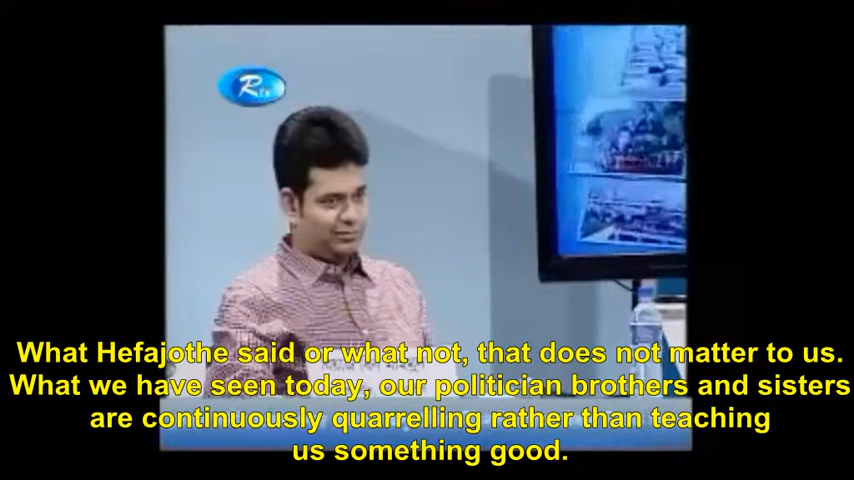 Rtv
What Hefajothe said or what not, that does not matter to us.
What we have seen today, our politician brothers and sisters
are continuously quarrelling rather than teaching
us something good.